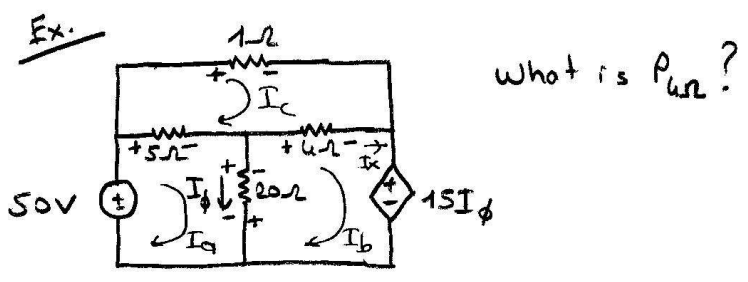 Ex.
1Ω
What is P4Ω?
+ -
Ic
+ 5Ω - + 4Ω -
Ix
50V
+
Iϕ
+
-
20Ω
+
+
-
15Iϕ
Ia
Ib